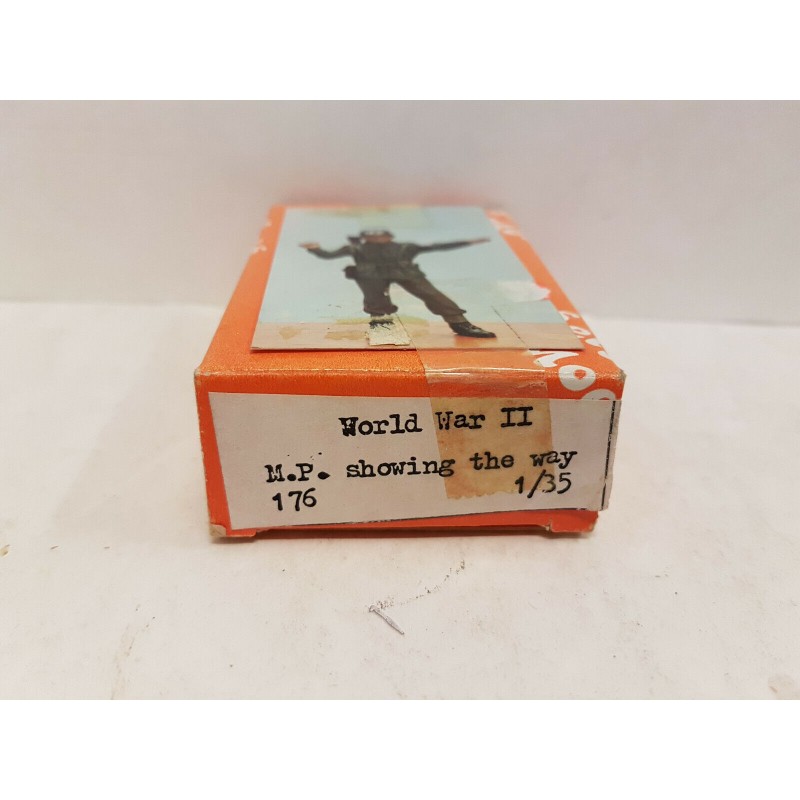 World War II
M.P. showing the way
176 1/35